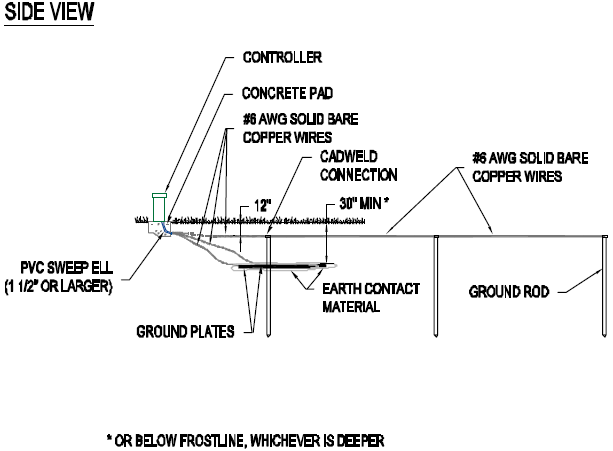 SIDE VIEW
CONTROLLER
CONCRETE PAD
#6 AWG SOLID BARE
COPPER WIRES
CADWELD
CONNECTION
#6 AWG SOLID BARE
COPPER WIRES
12"
30" MIN *
PVC SWEEP ELL
(1 1/2" OR LARGER)
EARTH CONTACT
MATERIAL
GROUND ROD
GROUND PLATES
* OR BELOW FROSTLINE, WHICHEVER IS DEEPER